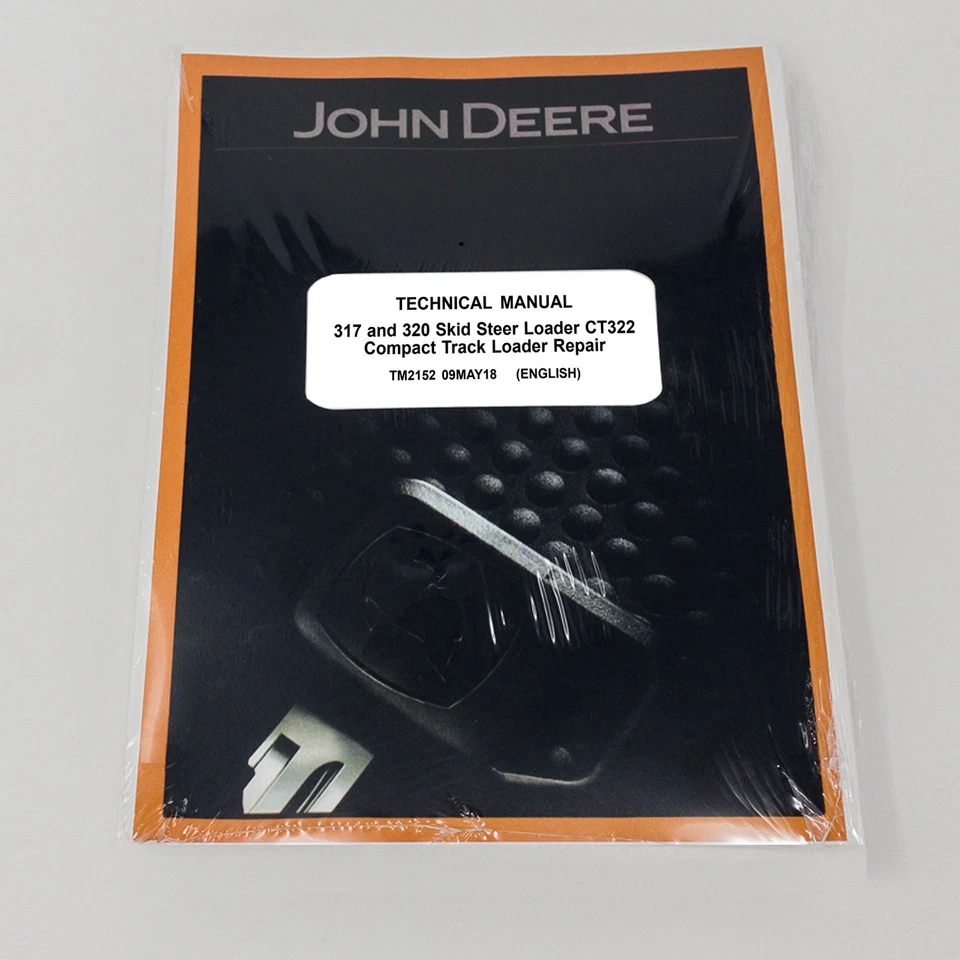 JOHN DEERE
TECHNICAL MANUAL
317 and 320 Skid Steer Loader CT322
Compact Track Loader Repair
TM2152 09MAY18 (ENGLISH)